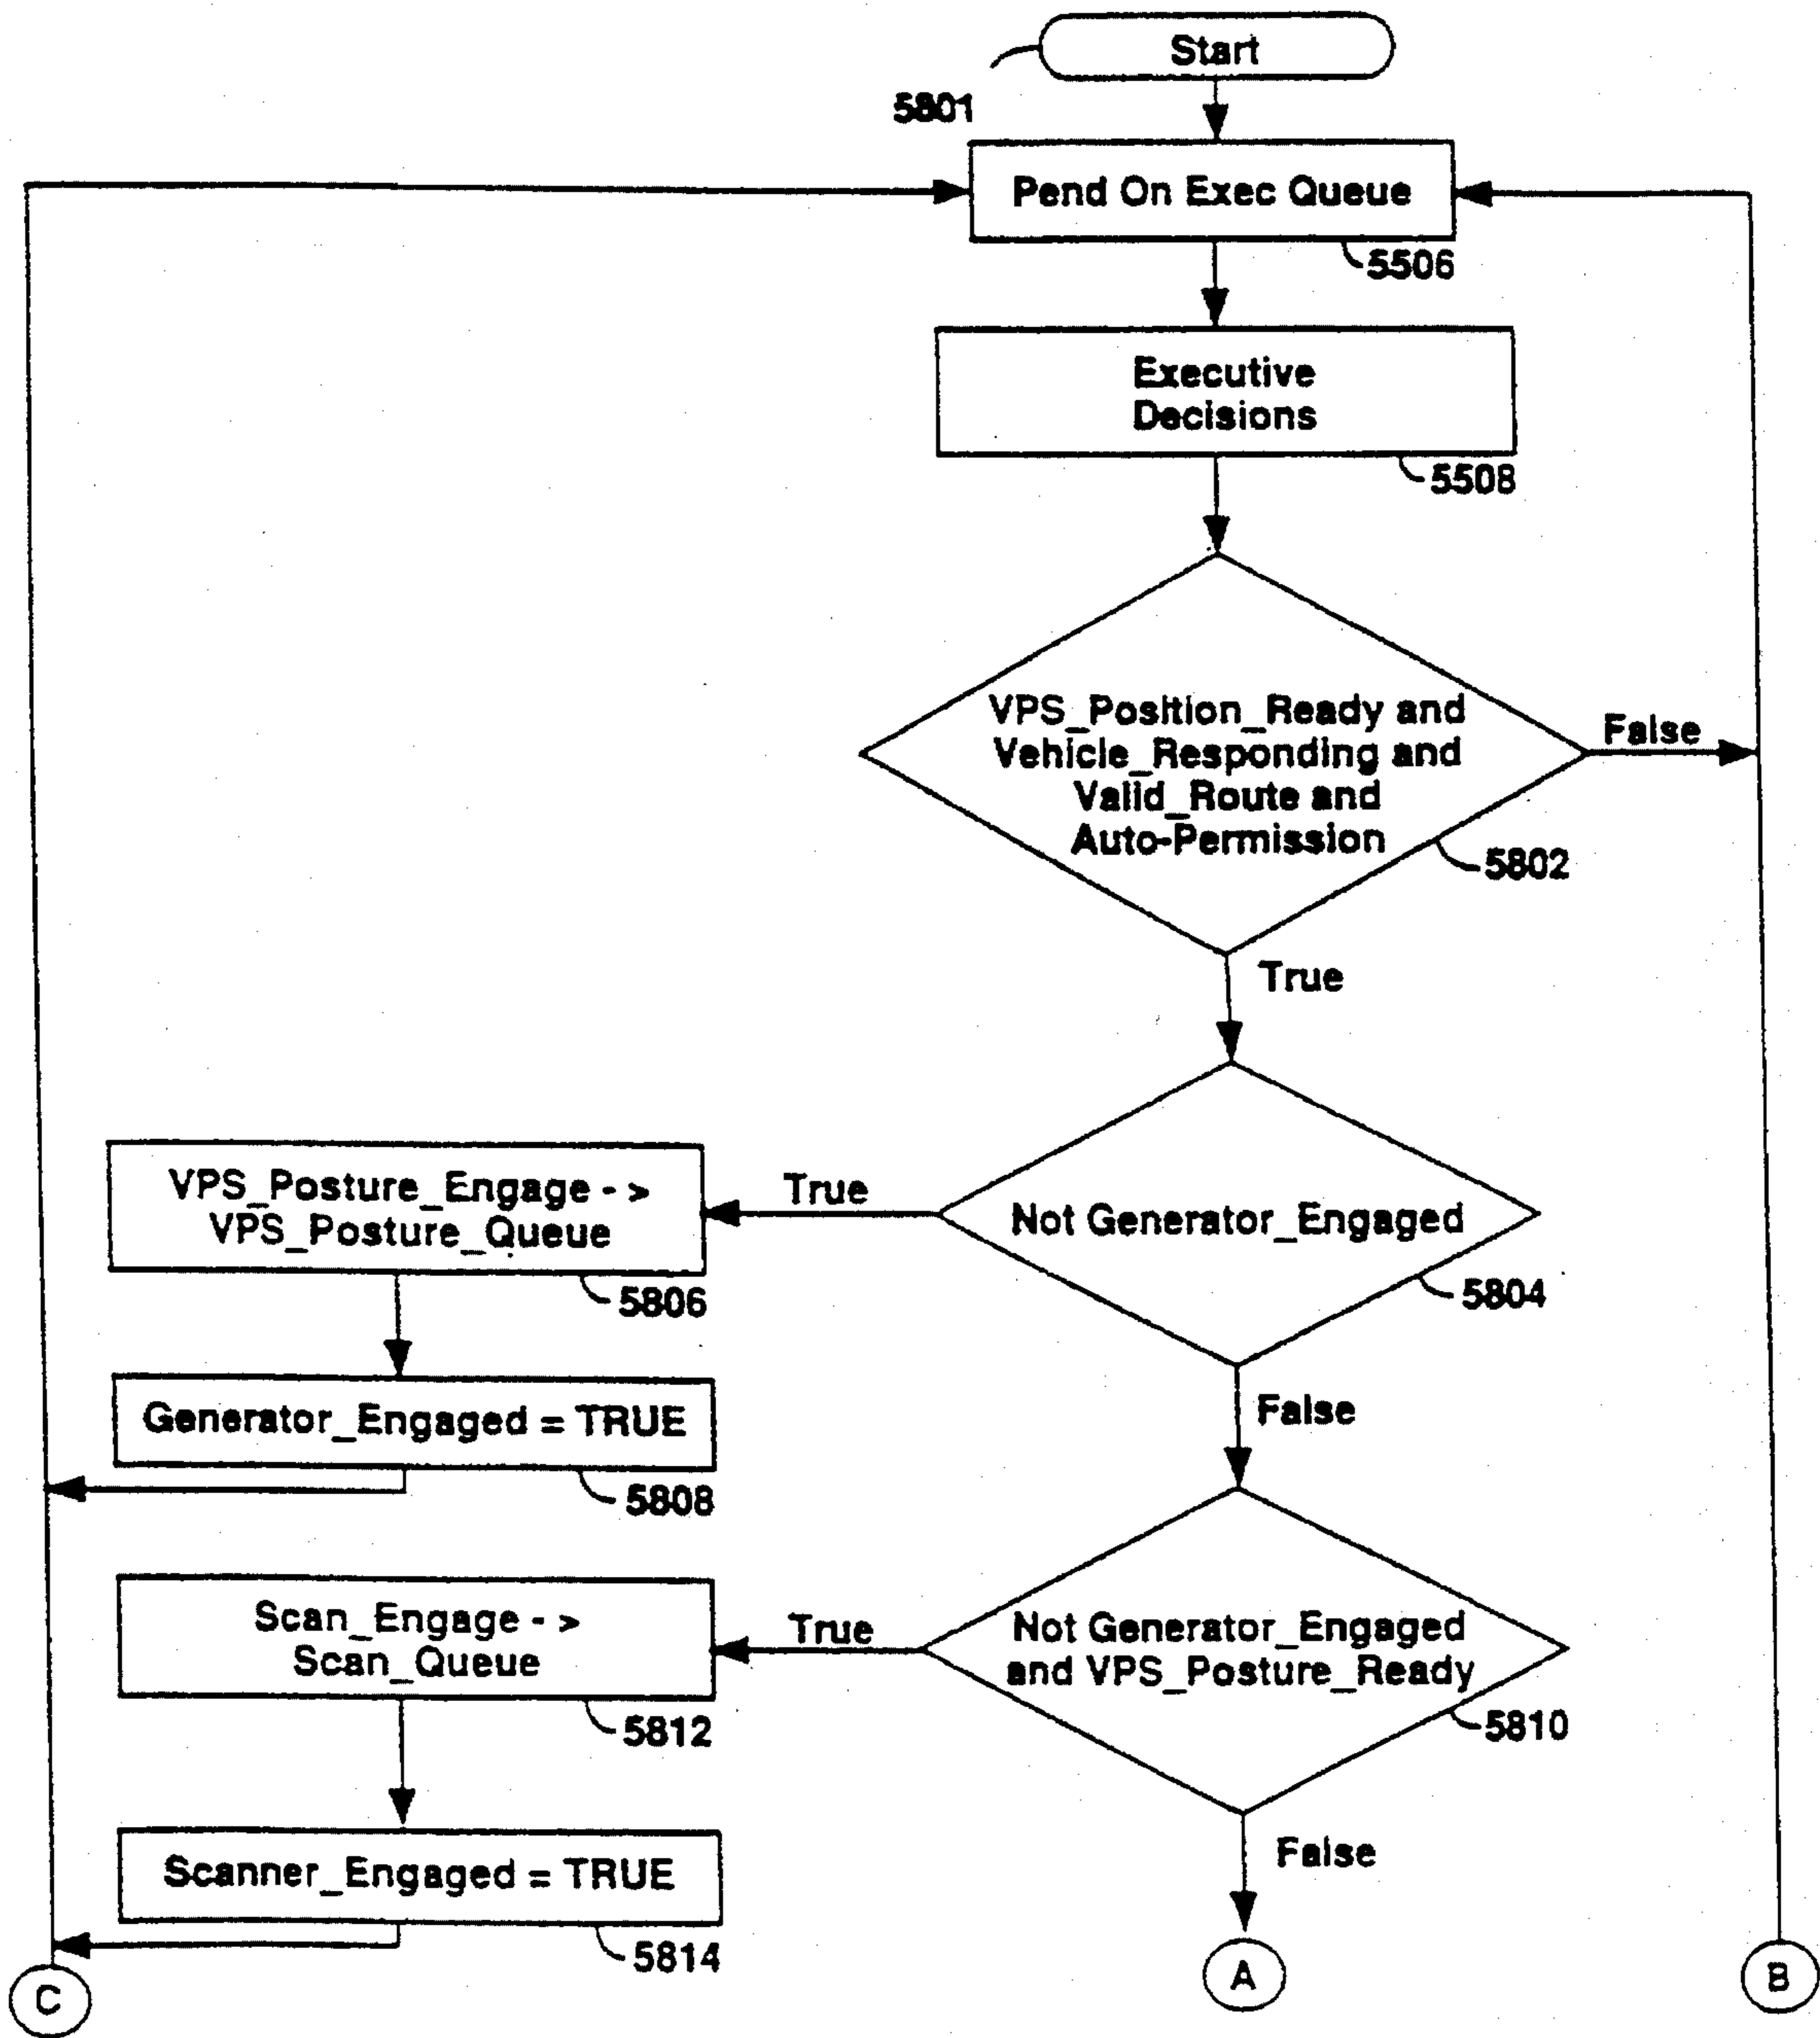 Start
5801
Pend On Exec Queue
5506
Executive
Decisions
5508
VPS_Position_Ready and
Vehicle_Responding and
Valid_Route and
Auto-Permission
False
5802
True
VPS_Posture_Engage - >
VPS_Posture_Queue
5806
True
Not Generator_Engaged
5804
Generator_Engaged = TRUE
5808
False
Scan_Engage - >
Scan_Queue
5812
True
Not Generator_Engaged
and VPS_Posture_Ready
5810
Scanner_Engaged = TRUE
5814
False
C
A
B